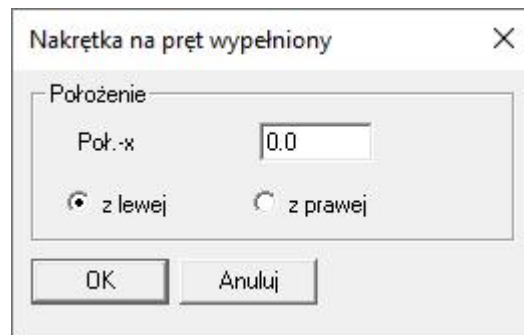 Nakrętka na pręt wypełniony
Położenie
Poł.-x
0.0
z lewej
z prawej
OK
Anuluj